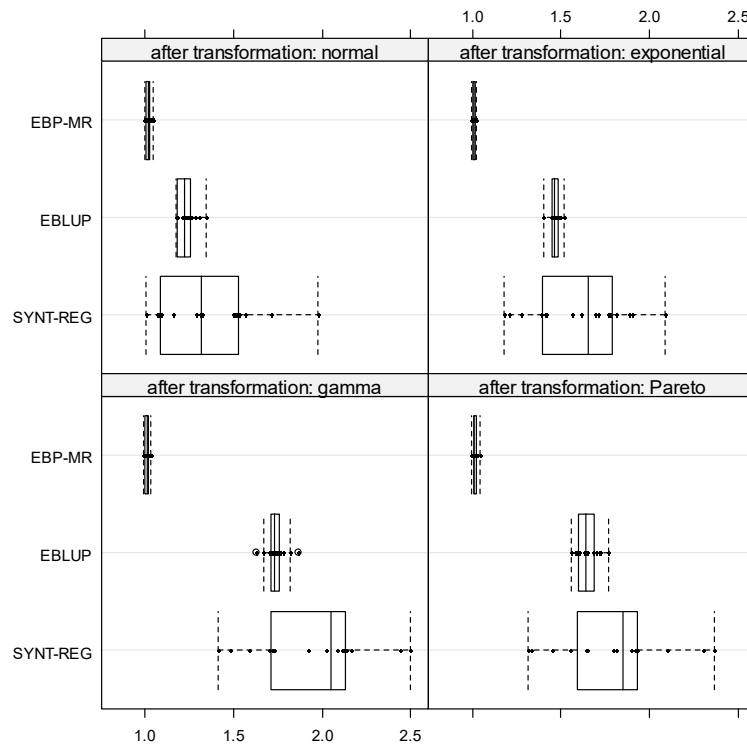 1.0 1.5 2.0 2.5
after transformation: normal after transformation: exponential
EBP-MR
EBLUP
SYNT-REG
after transformation: gamma after transformation: Pareto
EBP-MR
EBLUP
SYNT-REG
1.0 1.5 2.0 2.5